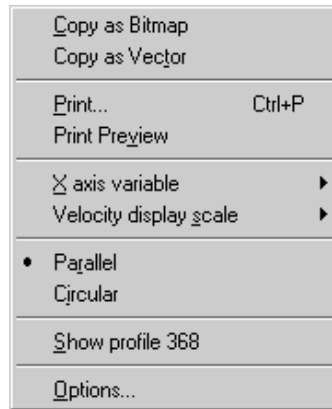 Copy as Bitmap
Copy as Vector
Print... Ctrl+P
Print Preview
X axis variable
Velocity display scale
Parallel
Circular
Show profile 368
Options...